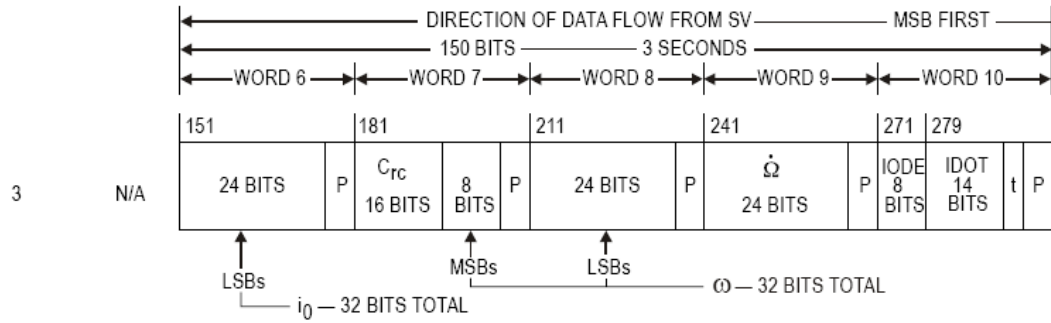 DIRECTION OF DATA FLOW FROM SV MSB FIRST
150 BITS 3 SECONDS
WORD 6 WORD 7 WORD 8 WORD 9 WORD 10
151 181 211 241 271 279
3 N/A 24 BITS P Crc 16 BITS 8 BITS P 24 BITS P Ω̇ 24 BITS P IODE 8 BITS IDOT 14 BITS t P
LSBs MSBs LSBs
i0 — 32 BITS TOTAL ω — 32 BITS TOTAL